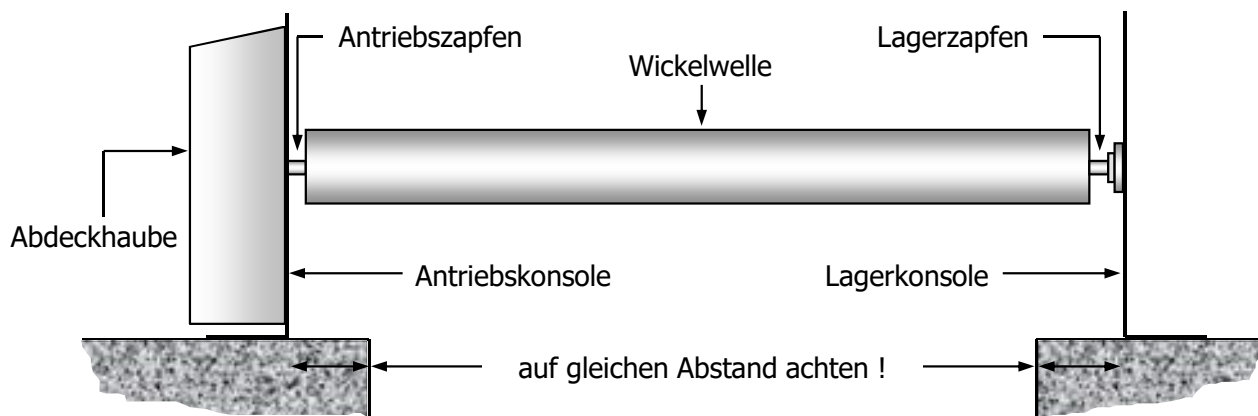 Antriebszapfen
Lagerzapfen
Wickelwelle
Abdeckhaube
Antriebskonsole
Lagerkonsole
auf gleichen Abstand achten !